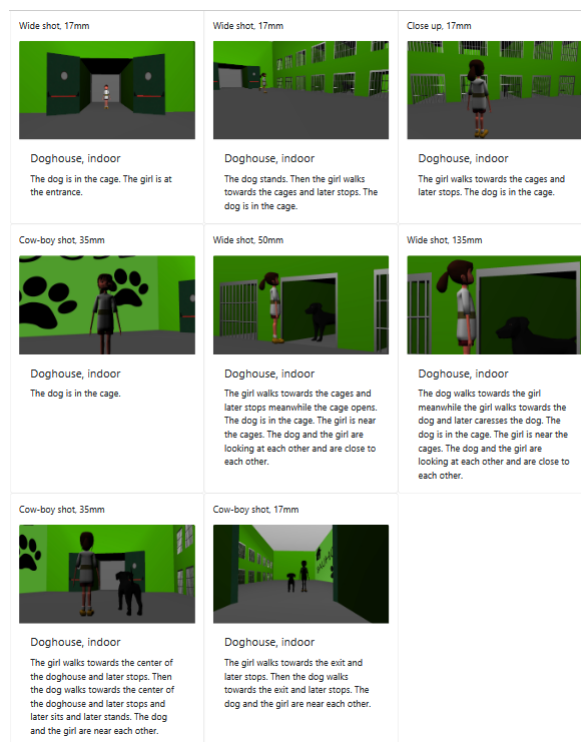 Wide shot, 17mm
Doghouse, indoor
The dog is in the cage. The girl is at
the entrance.
Wide shot, 17mm
Doghouse, indoor
The dog stands. Then the girl walks
towards the cages and later stops. The
dog is in the cage.
Close up, 17mm
Doghouse, indoor
The girl walks towards the cages and
later stops. The dog is in the cage.
Cow-boy shot, 35mm
Doghouse, indoor
The dog is in the cage.
Wide shot, 50mm
Doghouse, indoor
The girl walks towards the cages and
later stops meanwhile the cage opens.
The dog is in the cage. The girl is near
the cages. The dog and the girl are
looking at each other and are close to
each other.
Wide shot, 135mm
Doghouse, indoor
The dog walks towards the girl
meanwhile the girl walks towards the
dog and later caresses the dog. The
dog is in the cage. The girl is near the
cages. The dog and the girl are
looking at each other and are close to
each other.
Cow-boy shot, 35mm
Doghouse, indoor
The girl walks towards the center of
the doghouse and later stops. Then
the dog walks towards the center of
the doghouse and later stops and
later sits and later stands. The dog
and the girl are near each other.
Cow-boy shot, 17mm
Doghouse, indoor
The girl walks towards the exit and
later stops. Then the dog walks
towards the exit and later stops. The
dog and the girl are near each other.